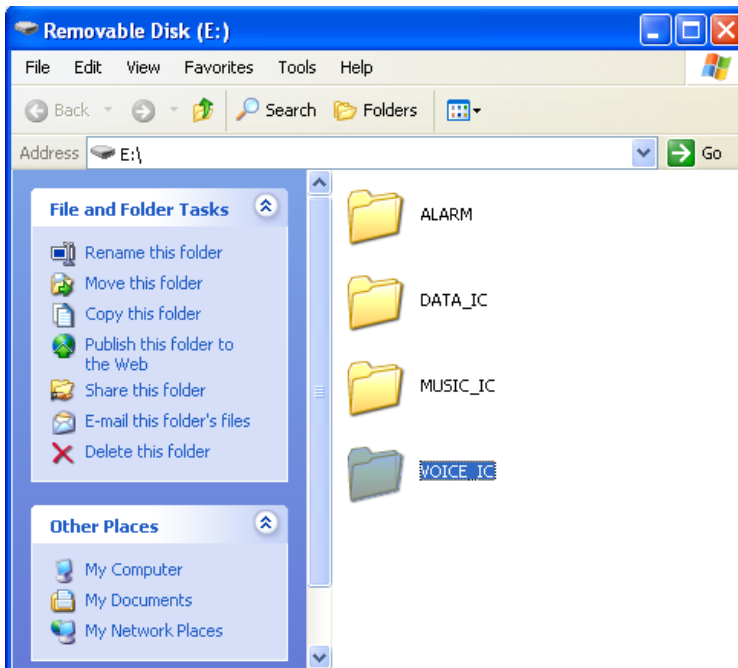 Removable Disk (E:)
File Edit View Favorites Tools Help
Back Search Folders
Address E:\ Go
File and Folder Tasks
Rename this folder
Move this folder
Copy this folder
Publish this folder to
the Web
Share this folder
E-mail this folder's files
Delete this folder
Other Places
My Computer
My Documents
My Network Places
ALARM
DATA_IC
MUSIC_IC
VOICE_IC